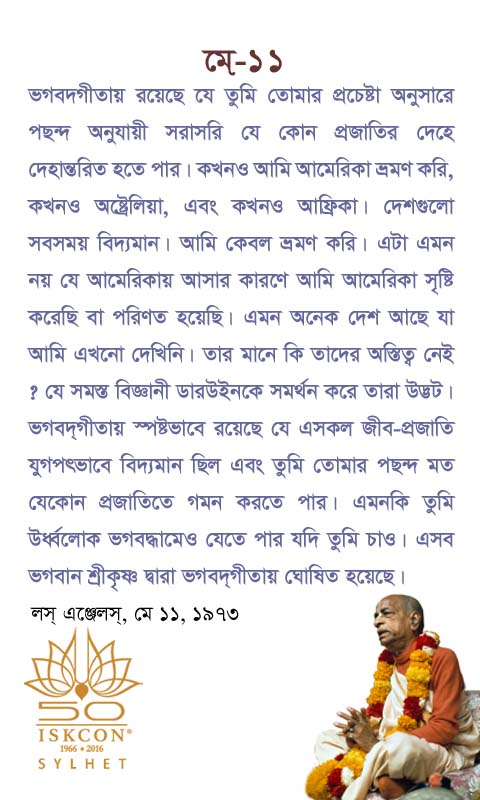 মে-১১
ভগবদগীতায় রয়েছে যে তুমি তোমার প্রচেষ্টা অনুসারে
পছন্দ অনুযায়ী সরাসরি যে কোন প্রজাতির দেহে
দেহান্তরিত হতে পার। কখনও আমি আমেরিকা ভ্রমণ করি,
কখনও অষ্ট্রেলিয়া, এবং কখনও আফ্রিকা। দেশগুলো
সবসময় বিদ্যমান। আমি কেবল ভ্রমণ করি। এটা এমন
নয় যে আমেরিকায় আসার কারণে আমি আমেরিকা সৃষ্টি
করেছি বা পরিণত হয়েছি। এমন অনেক দেশ আছে যা
আমি এখনো দেখিনি। তার মানে কি তাদের অস্তিত্ব নেই
? যে সমস্ত বিজ্ঞানী ডারউইনকে সমর্থন করে তারা উদ্ভট।
ভগবদ্‌গীতায় স্পষ্টভাবে রয়েছে যে এসকল জীব-প্রজাতি
যুগপৎভাবে বিদ্যমান ছিল এবং তুমি তোমার পছন্দ মত
যেকোন প্রজাতিতে গমন করতে পার। এমনকি তুমি
উর্ধ্বলোক ভগবদ্ধামেও যেতে পার যদি তুমি চাও। এসব
ভগবান শ্রীকৃষ্ণ দ্বারা ভগবদ্‌গীতায় ঘোষিত হয়েছে।
লস্ এঞ্জেলস্, মে ১১, ১৯৭৩
50
ISKCON®
1966 • 2016
SYLHET